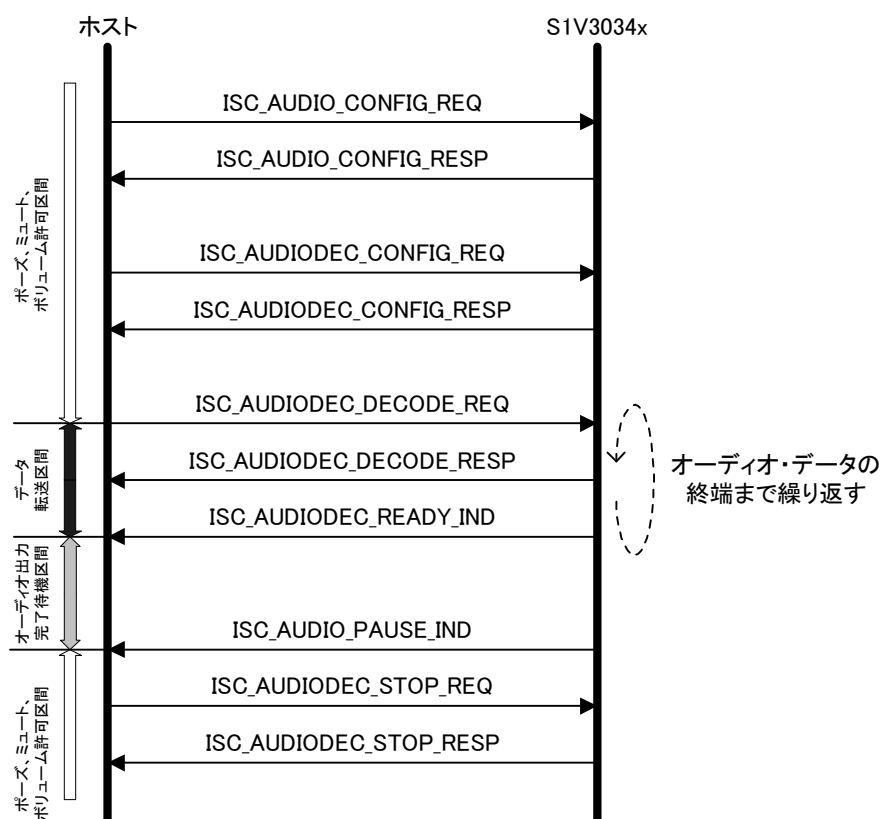 ホスト
S1V3034x
ISC_AUDIO_CONFIG_REQ
ISC_AUDIO_CONFIG_RESP
ポーズ、ミュート、
ボリューム許可区間
ISC_AUDIODEC_CONFIG_REQ
ISC_AUDIODEC_CONFIG_RESP
ISC_AUDIODEC_DECODE_REQ
データ
転送区間
ISC_AUDIODEC_DECODE_RESP
オーディオ・データの
終端まで繰り返す
ISC_AUDIODEC_READY_IND
オーディオ出力
完了待機区間
ISC_AUDIO_PAUSE_IND
ポーズ、ミュート、
ボリューム許可区間
ISC_AUDIODEC_STOP_REQ
ISC_AUDIODEC_STOP_RESP